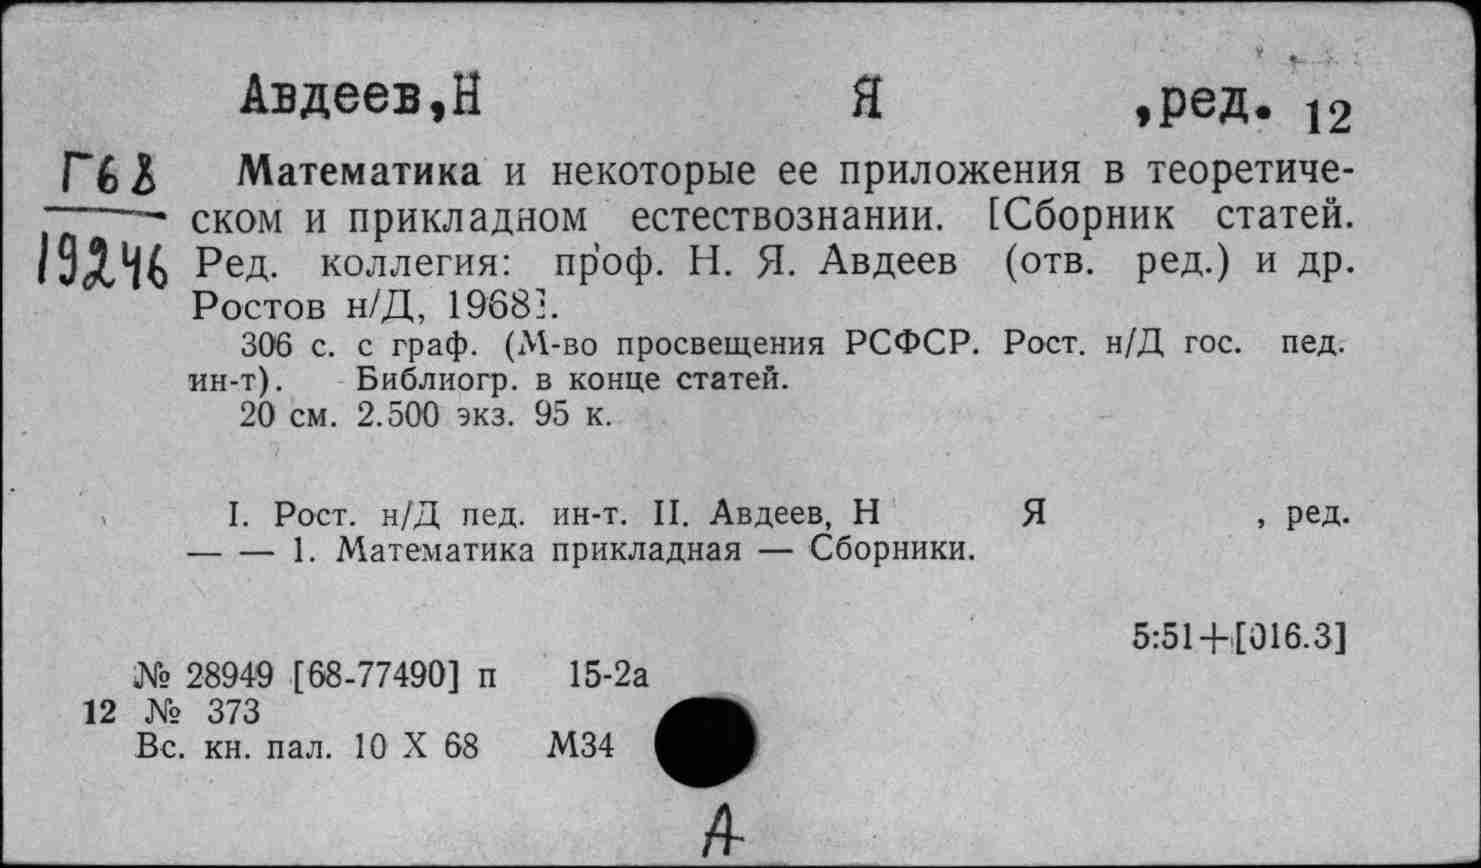 Авдеев,Н Я ,ред. 12
Г68
19246
Математика и некоторые ее приложения в теоретиче-
ском и прикладном естествознании. [Сборник статей.
Ред. коллегия: проф. Н. Я. Авдеев (отв. ред.) и др.
Ростов н/Д, 1968].
306 с. с граф. (М-во просвещения РСФСР. Рост. н/Д гос. пед.
ин-т). Библиогр. в конце статей.
20 см. 2.500 экз. 95 к.
I. Рост. н/Д пед. ин-т. II. Авдеев, Н Я , ред.
— — 1. Математика прикладная — Сборники.
5:51+[016.3]
№ 28949 [68-77490] п 15-2а
12 № 373
Вс. кн. пал. 10 X 68 М34
А